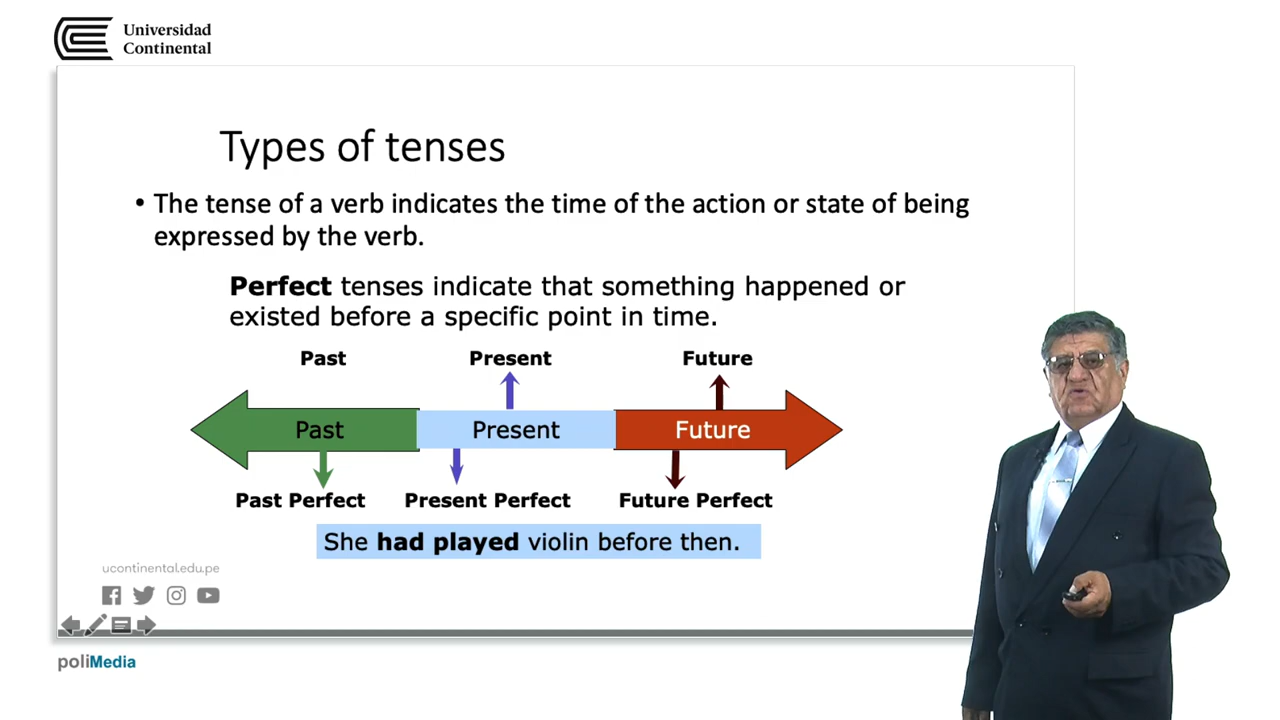 Universidad
Continental
Types of tenses
• The tense of a verb indicates the time of the action or state of being
expressed by the verb.
Perfect tenses indicate that something happened or
existed before a specific point in time.
Past Present Future
Past Present Future
Past Perfect Present Perfect Future Perfect
She had played violin before then.
ucontinental.edu.pe
poliMedia